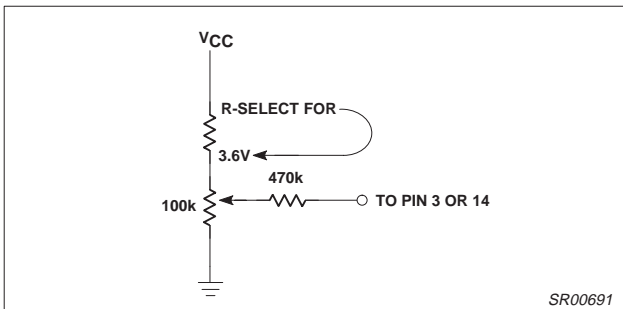 VCC
R-SELECT FOR
3.6V
470k
100k
TO PIN 3 OR 14
SR00691